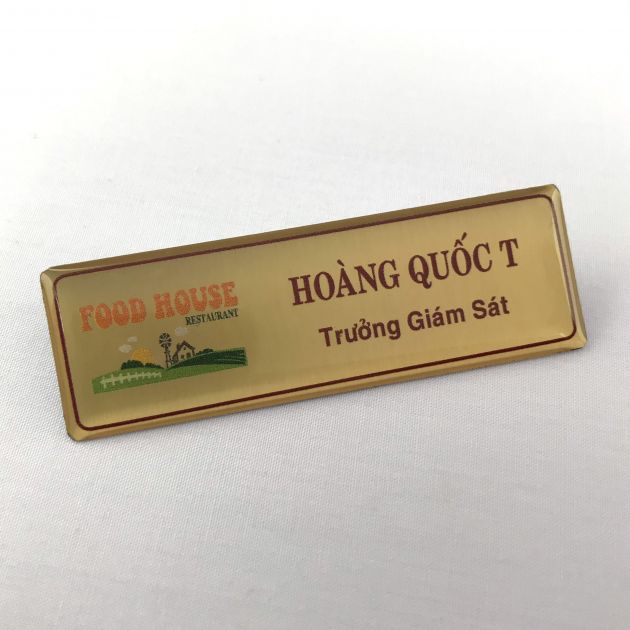 FOOD HOUSE
RESTAURANT
HOÀNG QUỐC T
Trưởng Giám Sát